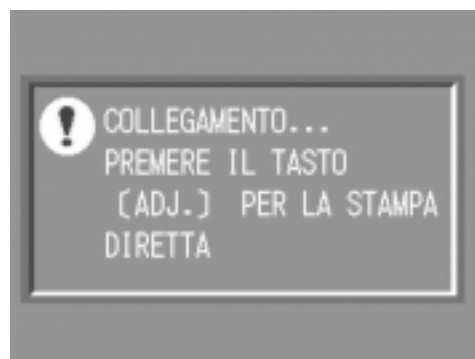 COLLEGAMENTO...
PREMERE IL TASTO
[ADJ.] PER LA STAMPA
DIRETTA